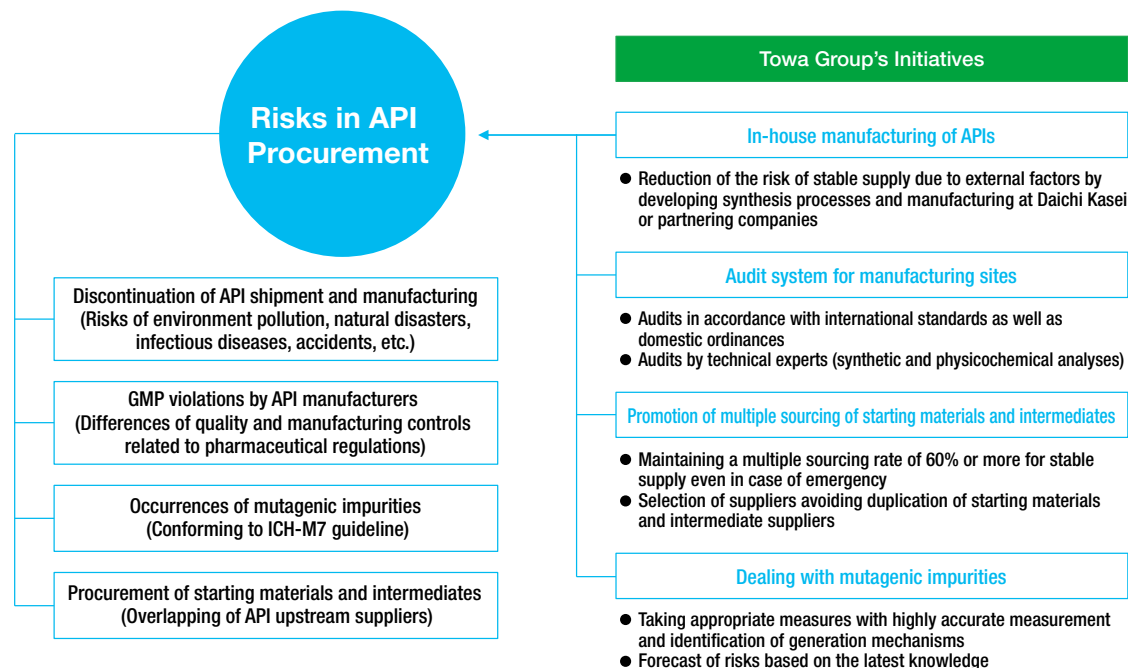 Risks in API
Procurement
Discontinuation of API shipment and manufacturing
(Risks of environment pollution, natural disasters,
infectious diseases, accidents, etc.)
GMP violations by API manufacturers
(Differences of quality and manufacturing controls
related to pharmaceutical regulations)
Occurrences of mutagenic impurities
(Conforming to ICH-M7 guideline)
Procurement of starting materials and intermediates
(Overlapping of API upstream suppliers)
Towa Group's Initiatives
In-house manufacturing of APIs
● Reduction of the risk of stable supply due to external factors by
developing synthesis processes and manufacturing at Daichi Kasei
or partnering companies
Audit system for manufacturing sites
● Audits in accordance with international standards as well as
domestic ordinances
● Audits by technical experts (synthetic and physicochemical analyses)
Promotion of multiple sourcing of starting materials and intermediates
● Maintaining a multiple sourcing rate of 60% or more for stable
supply even in case of emergency
● Selection of suppliers avoiding duplication of starting materials
and intermediate suppliers
Dealing with mutagenic impurities
● Taking appropriate measures with highly accurate measurement
and identification of generation mechanisms
● Forecast of risks based on the latest knowledge